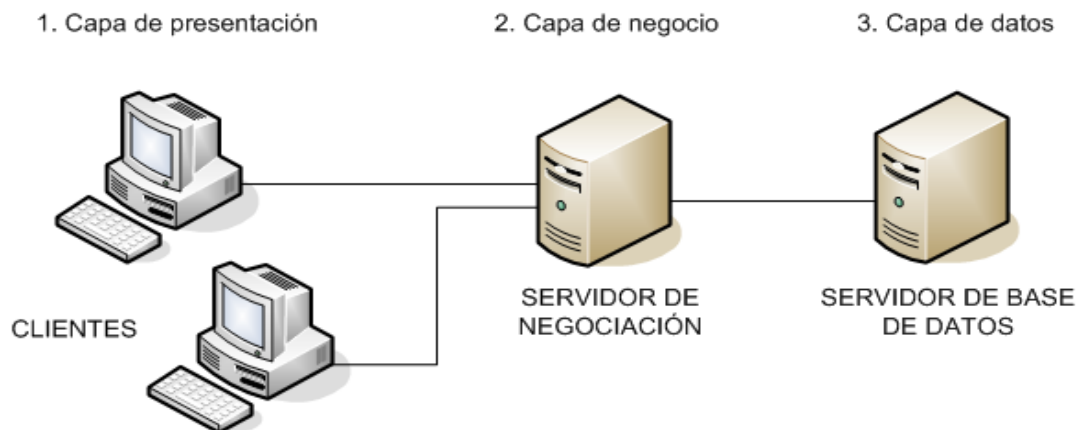 1. Capa de presentación
2. Capa de negocio
3. Capa de datos
CLIENTES
SERVIDOR DE
NEGOCIACIÓN
SERVIDOR DE BASE
DE DATOS